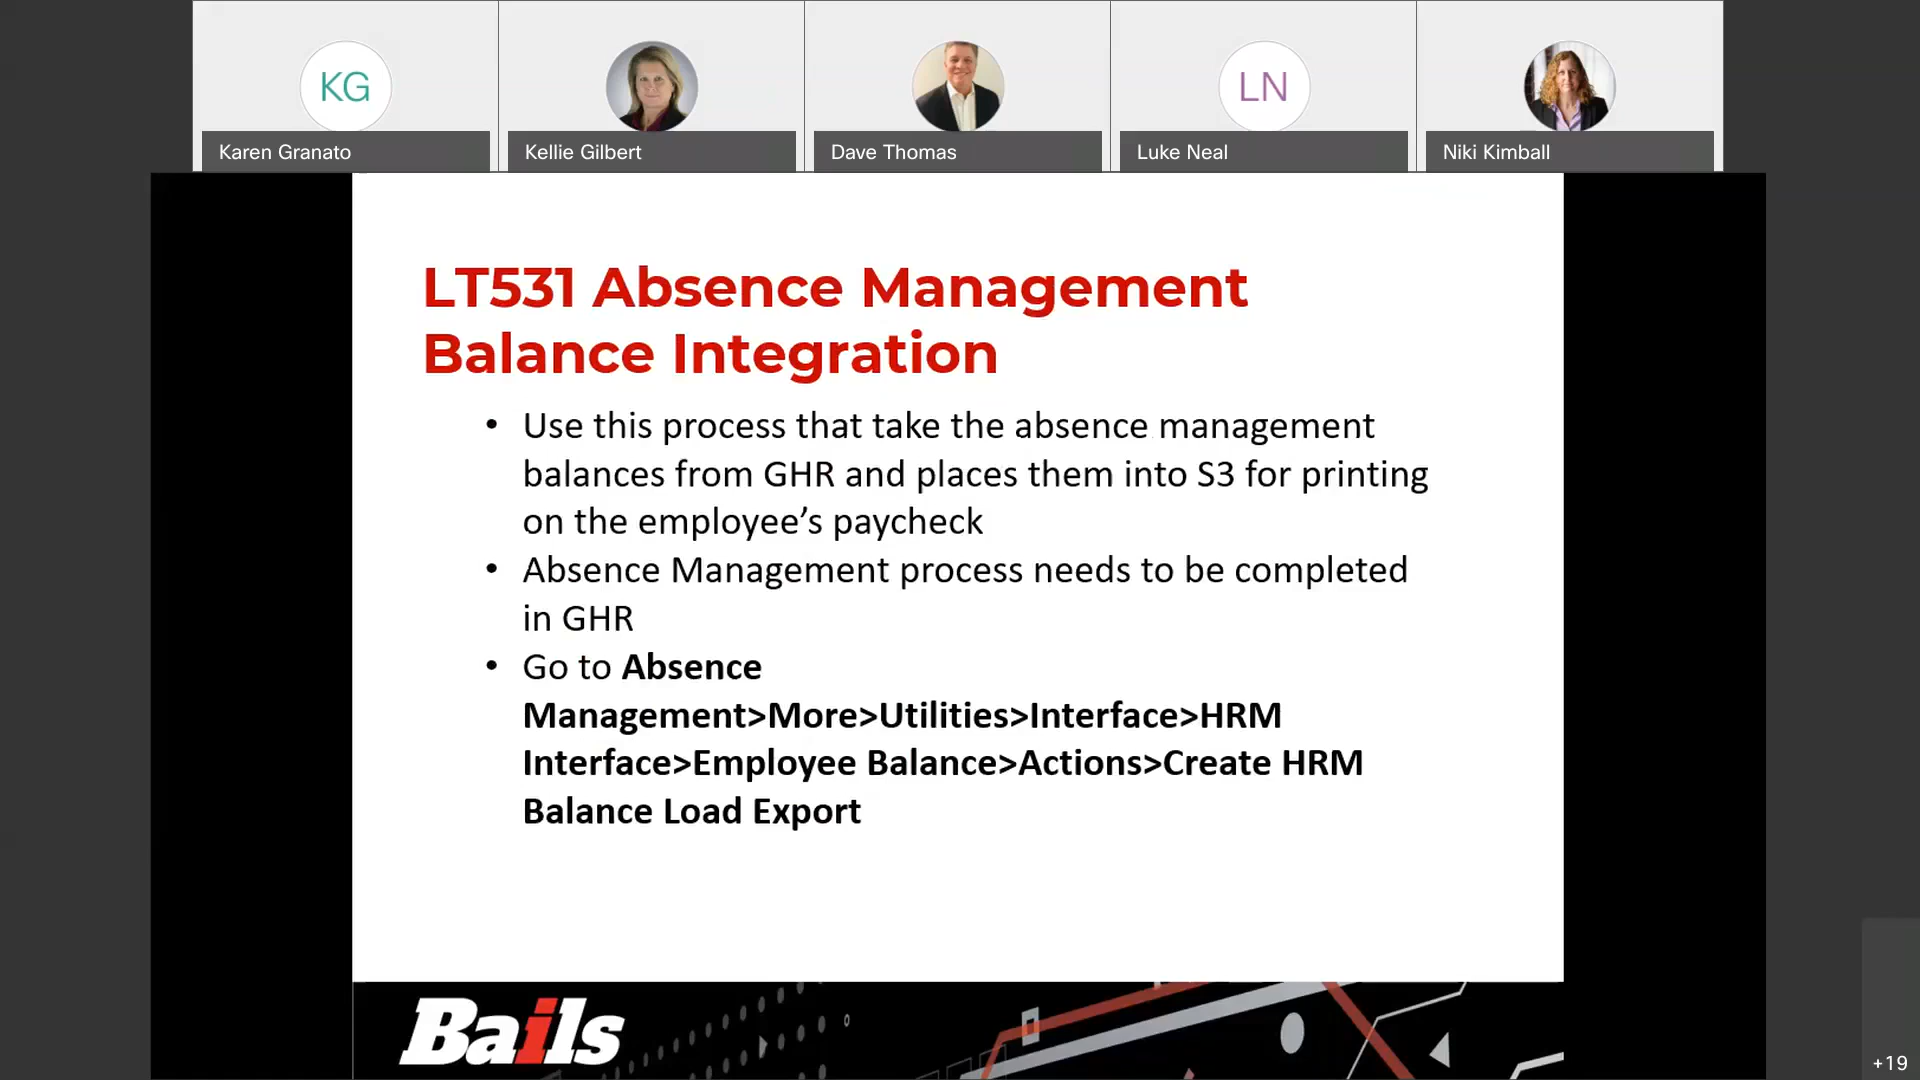 KG
LN
Karen Granato
Kellie Gilbert
Dave Thomas
Luke Neal
Niki Kimball
LT531 Absence Management
Balance Integration
• Use this process that take the absence management
balances from GHR and places them into S3 for printing
on the employee’s paycheck
• Absence Management process needs to be completed
in GHR
• Go to Absence
Management>More>Utilities>Interface>HRM
Interface>Employee Balance>Actions>Create HRM
Balance Load Export
Bails
+19